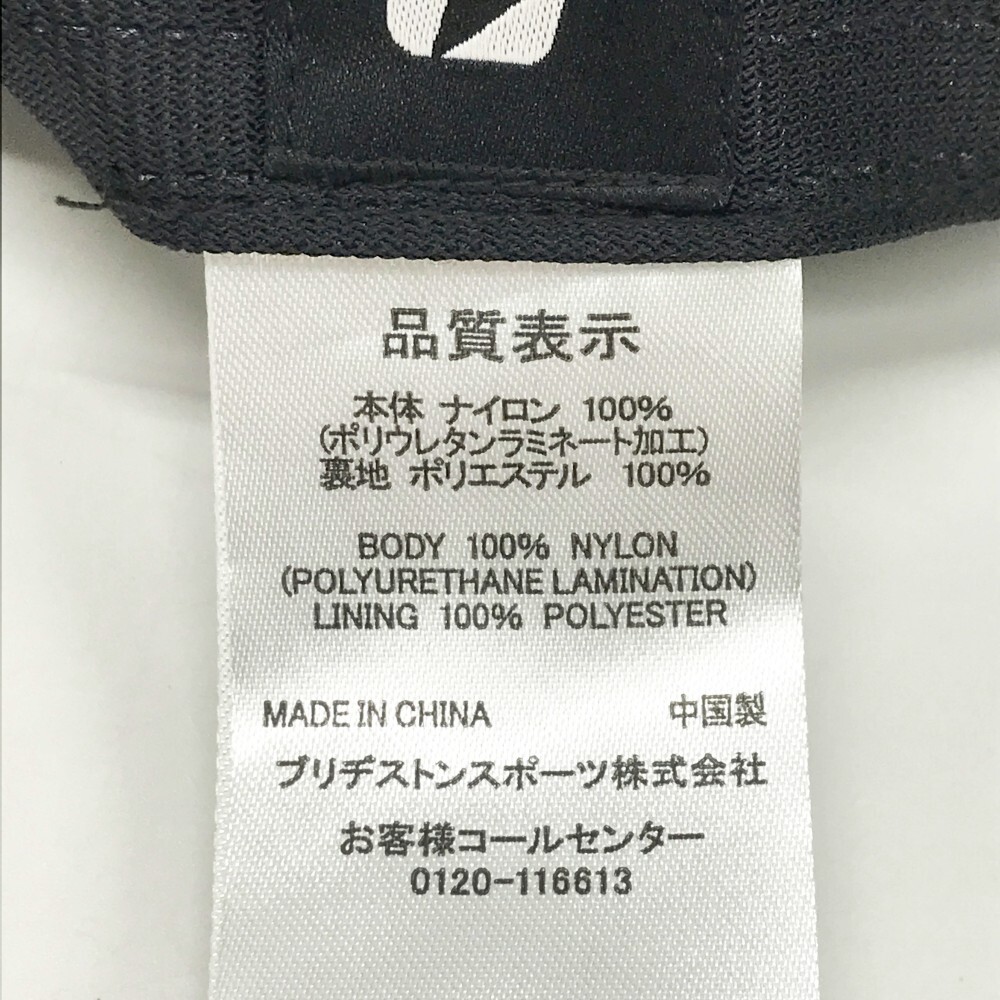 品質表示
本体 ナイロン 100%
(ポリウレタンラミネート加工)
裏地 ポリエステル 100%
BODY 100% NYLON
(POLYURETHANE LAMINATION)
LINING 100% POLYESTER
MADE IN CHINA 中国製
ブリヂストンスポーツ株式会社
お客様コールセンター
0120-116613